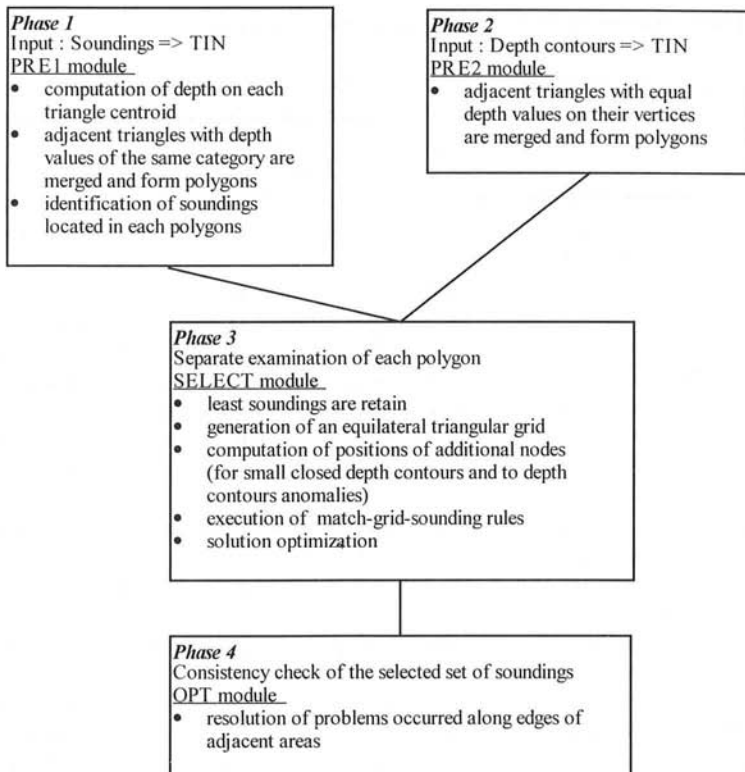 Phase 1
Input : Soundings => TIN
PRE1 module
• computation of depth on each
triangle centroid
• adjacent triangles with depth
values of the same category are
merged and form polygons
• identification of soundings
located in each polygons
Phase 2
Input : Depth contours => TIN
PRE2 module
• adjacent triangles with equal
depth values on their vertices
are merged and form polygons
Phase 3
Separate examination of each polygon
SELECT module
• least soundings are retain
• generation of an equilateral triangular grid
• computation of positions of additional nodes
(for small closed depth contours and to depth
contours anomalies)
• execution of match-grid-sounding rules
• solution optimization
Phase 4
Consistency check of the selected set of soundings
OPT module
• resolution of problems occurred along edges of
adjacent areas